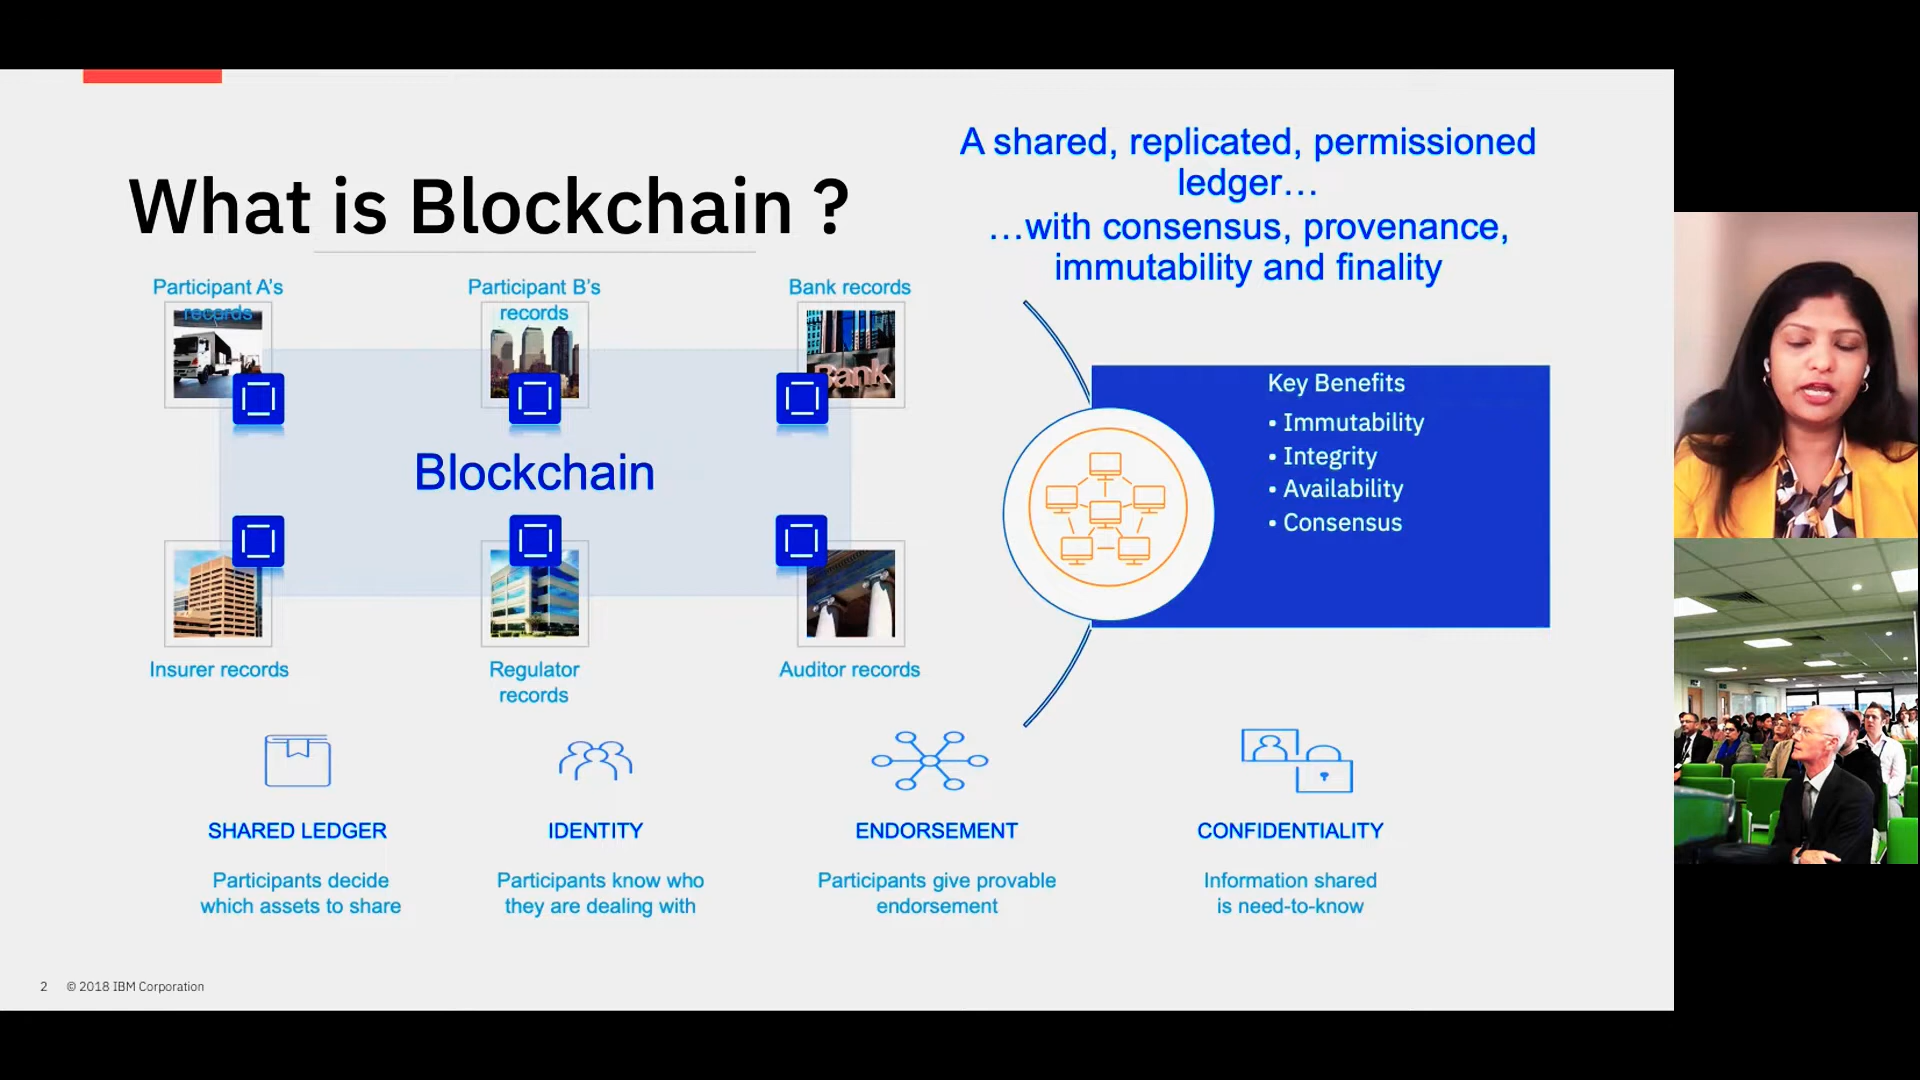 What is Blockchain ?
A shared, replicated, permissioned
ledger…
…with consensus, provenance,
immutability and finality
Participant A's
records
Participant B's
records
Bank records
Bank
Blockchain
Insurer records
Regulator
records
Auditor records
Key Benefits
• Immutability
• Integrity
• Availability
• Consensus
SHARED LEDGER
Participants decide
which assets to share
IDENTITY
Participants know who
they are dealing with
ENDORSEMENT
Participants give provable
endorsement
CONFIDENTIALITY
Information shared
is need-to-know
2 © 2018 IBM Corporation